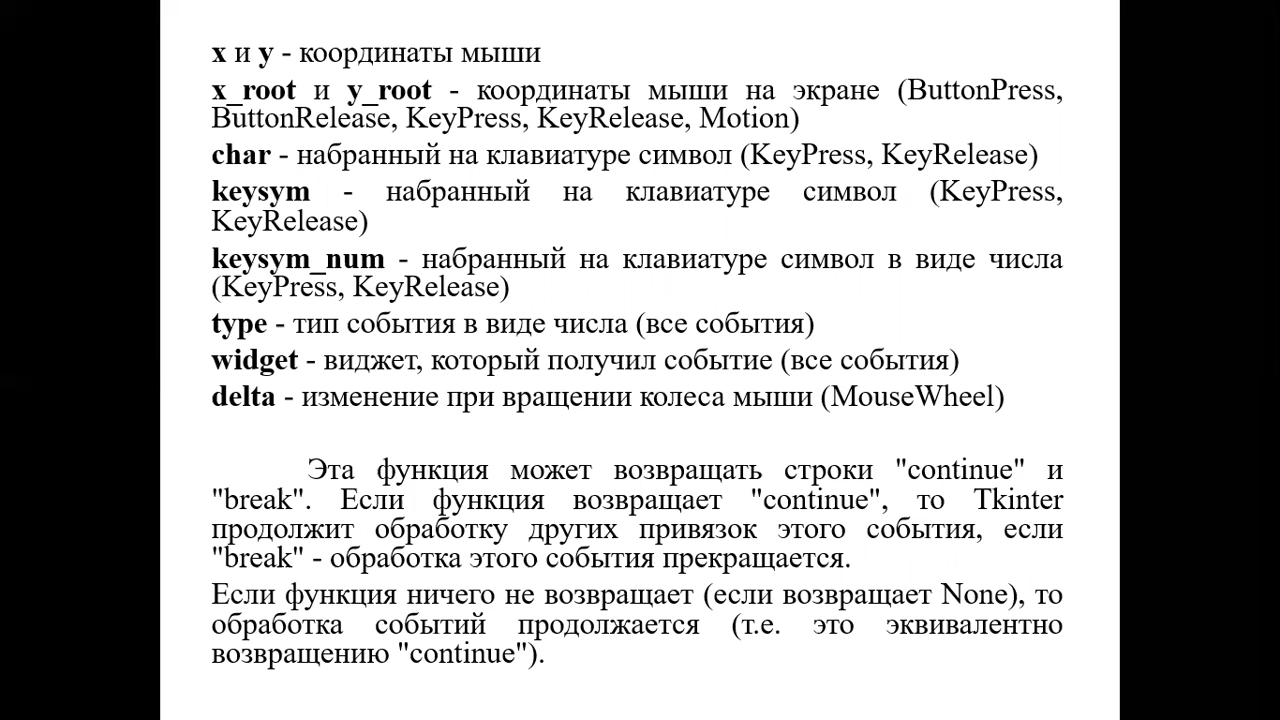 x и y - координаты мыши
x_root и y_root - координаты мыши на экране (ButtonPress,
ButtonRelease, KeyPress, KeyRelease, Motion)
char - набранный на клавиатуре символ (KeyPress, KeyRelease)
keysym - набранный на клавиатуре символ (KeyPress,
KeyRelease)
keysym_num - набранный на клавиатуре символ в виде числа
(KeyPress, KeyRelease)
type - тип события в виде числа (все события)
widget - виджет, который получил событие (все события)
delta - изменение при вращении колеса мыши (MouseWheel)
Эта функция может возвращать строки "continue" и
"break". Если функция возвращает "continue", то Tkinter
продолжит обработку других привязок этого события, если
"break" - обработка этого события прекращается.
Если функция ничего не возвращает (если возвращает None), то
обработка событий продолжается (т.е. это эквивалентно
возвращению "continue").